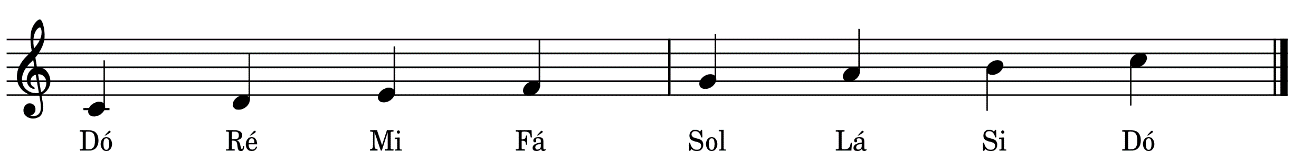 Dó Ré Mi Fá Sol Lá Si Dó